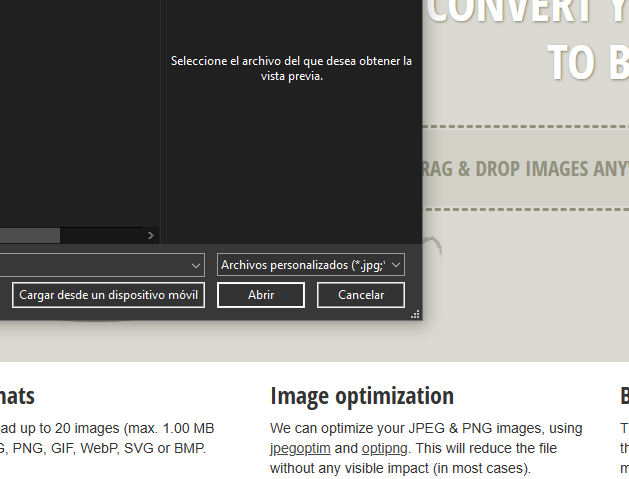 CONVERT Y
TO B
Seleccione el archivo del que desea obtener la
vista previa.
RAG & DROP IMAGES ANY
Archivos personalizados (*.jpg;*
Cargar desde un dispositivo móvil
Abrir
Cancelar
mats
ad up to 20 images (max. 1.00 MB
G, PNG, GIF, WebP, SVG or BMP.
Image optimization
We can optimize your JPEG & PNG images, using
jpegoptim and optipng. This will reduce the file
without any visible impact (in most cases).
B
T
th
m